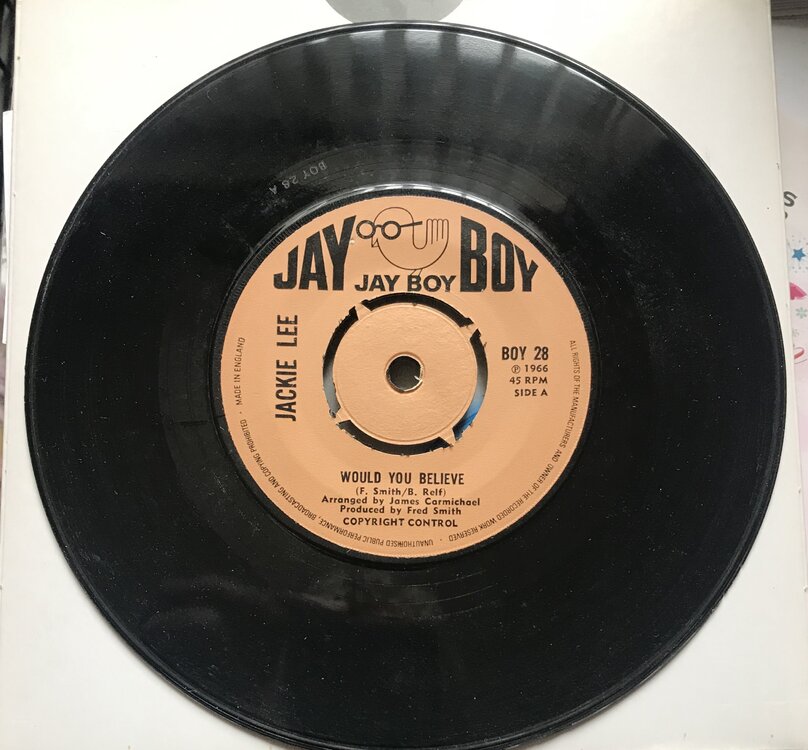 BOY 28 A
JAY BOY
JAY BOY
JACKIE LEE
BOY 28
℗ 1966
45 RPM
SIDE A
WOULD YOU BELIEVE
(F. Smith/B. Relf)
Arranged by James Carmichael
Produced by Fred Smith
COPYRIGHT CONTROL
ALL RIGHTS OF THE MANUFACTURERS AND OWNER OF THE RECORDED WORK RESERVED · UNAUTHORISED PUBLIC PERFORMANCE, BROADCASTING AND COPYING PROHIBITED · MADE IN ENGLAND